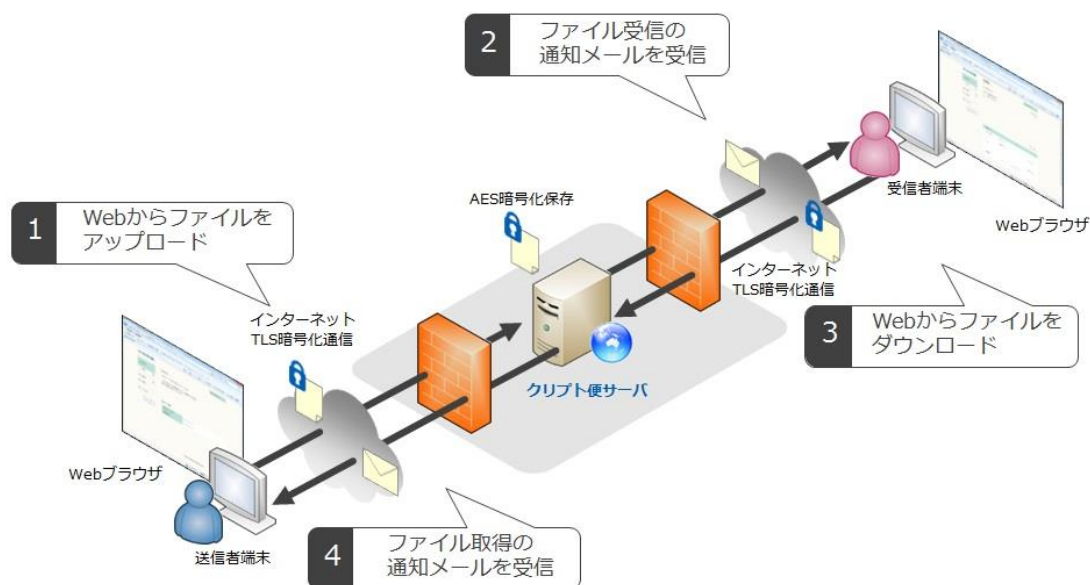 2
ファイル受信の
通知メールを受信
受信者端末
Webブラウザ
AES暗号化保存
1
Webからファイルを
アップロード
インターネット
TLS暗号化通信
インターネット
TLS暗号化通信
3
Webからファイルを
ダウンロード
クリプト便サーバ
Webブラウザ
送信者端末
4
ファイル取得の
通知メールを受信